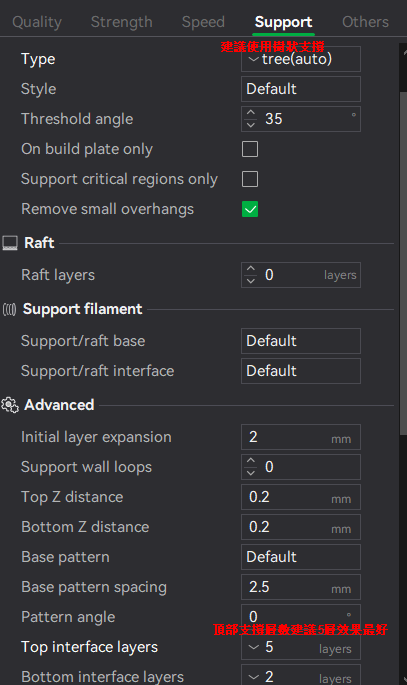 Quality Strength Speed Support Others
建議使用樹狀支撐
Type tree(auto)
Style Default
Threshold angle 35 °
On build plate only
Support critical regions only
Remove small overhangs
Raft
Raft layers 0 layers
Support filament
Support/raft base Default
Support/raft interface Default
Advanced
Initial layer expansion 2 mm
Support wall loops 0
Top Z distance 0.2 mm
Bottom Z distance 0.2 mm
Base pattern Default
Base pattern spacing 2.5 mm
Pattern angle 0 °
頂部支撐層數建議5層效果最好
Top interface layers 5 layers
Bottom interface layers 2 layers